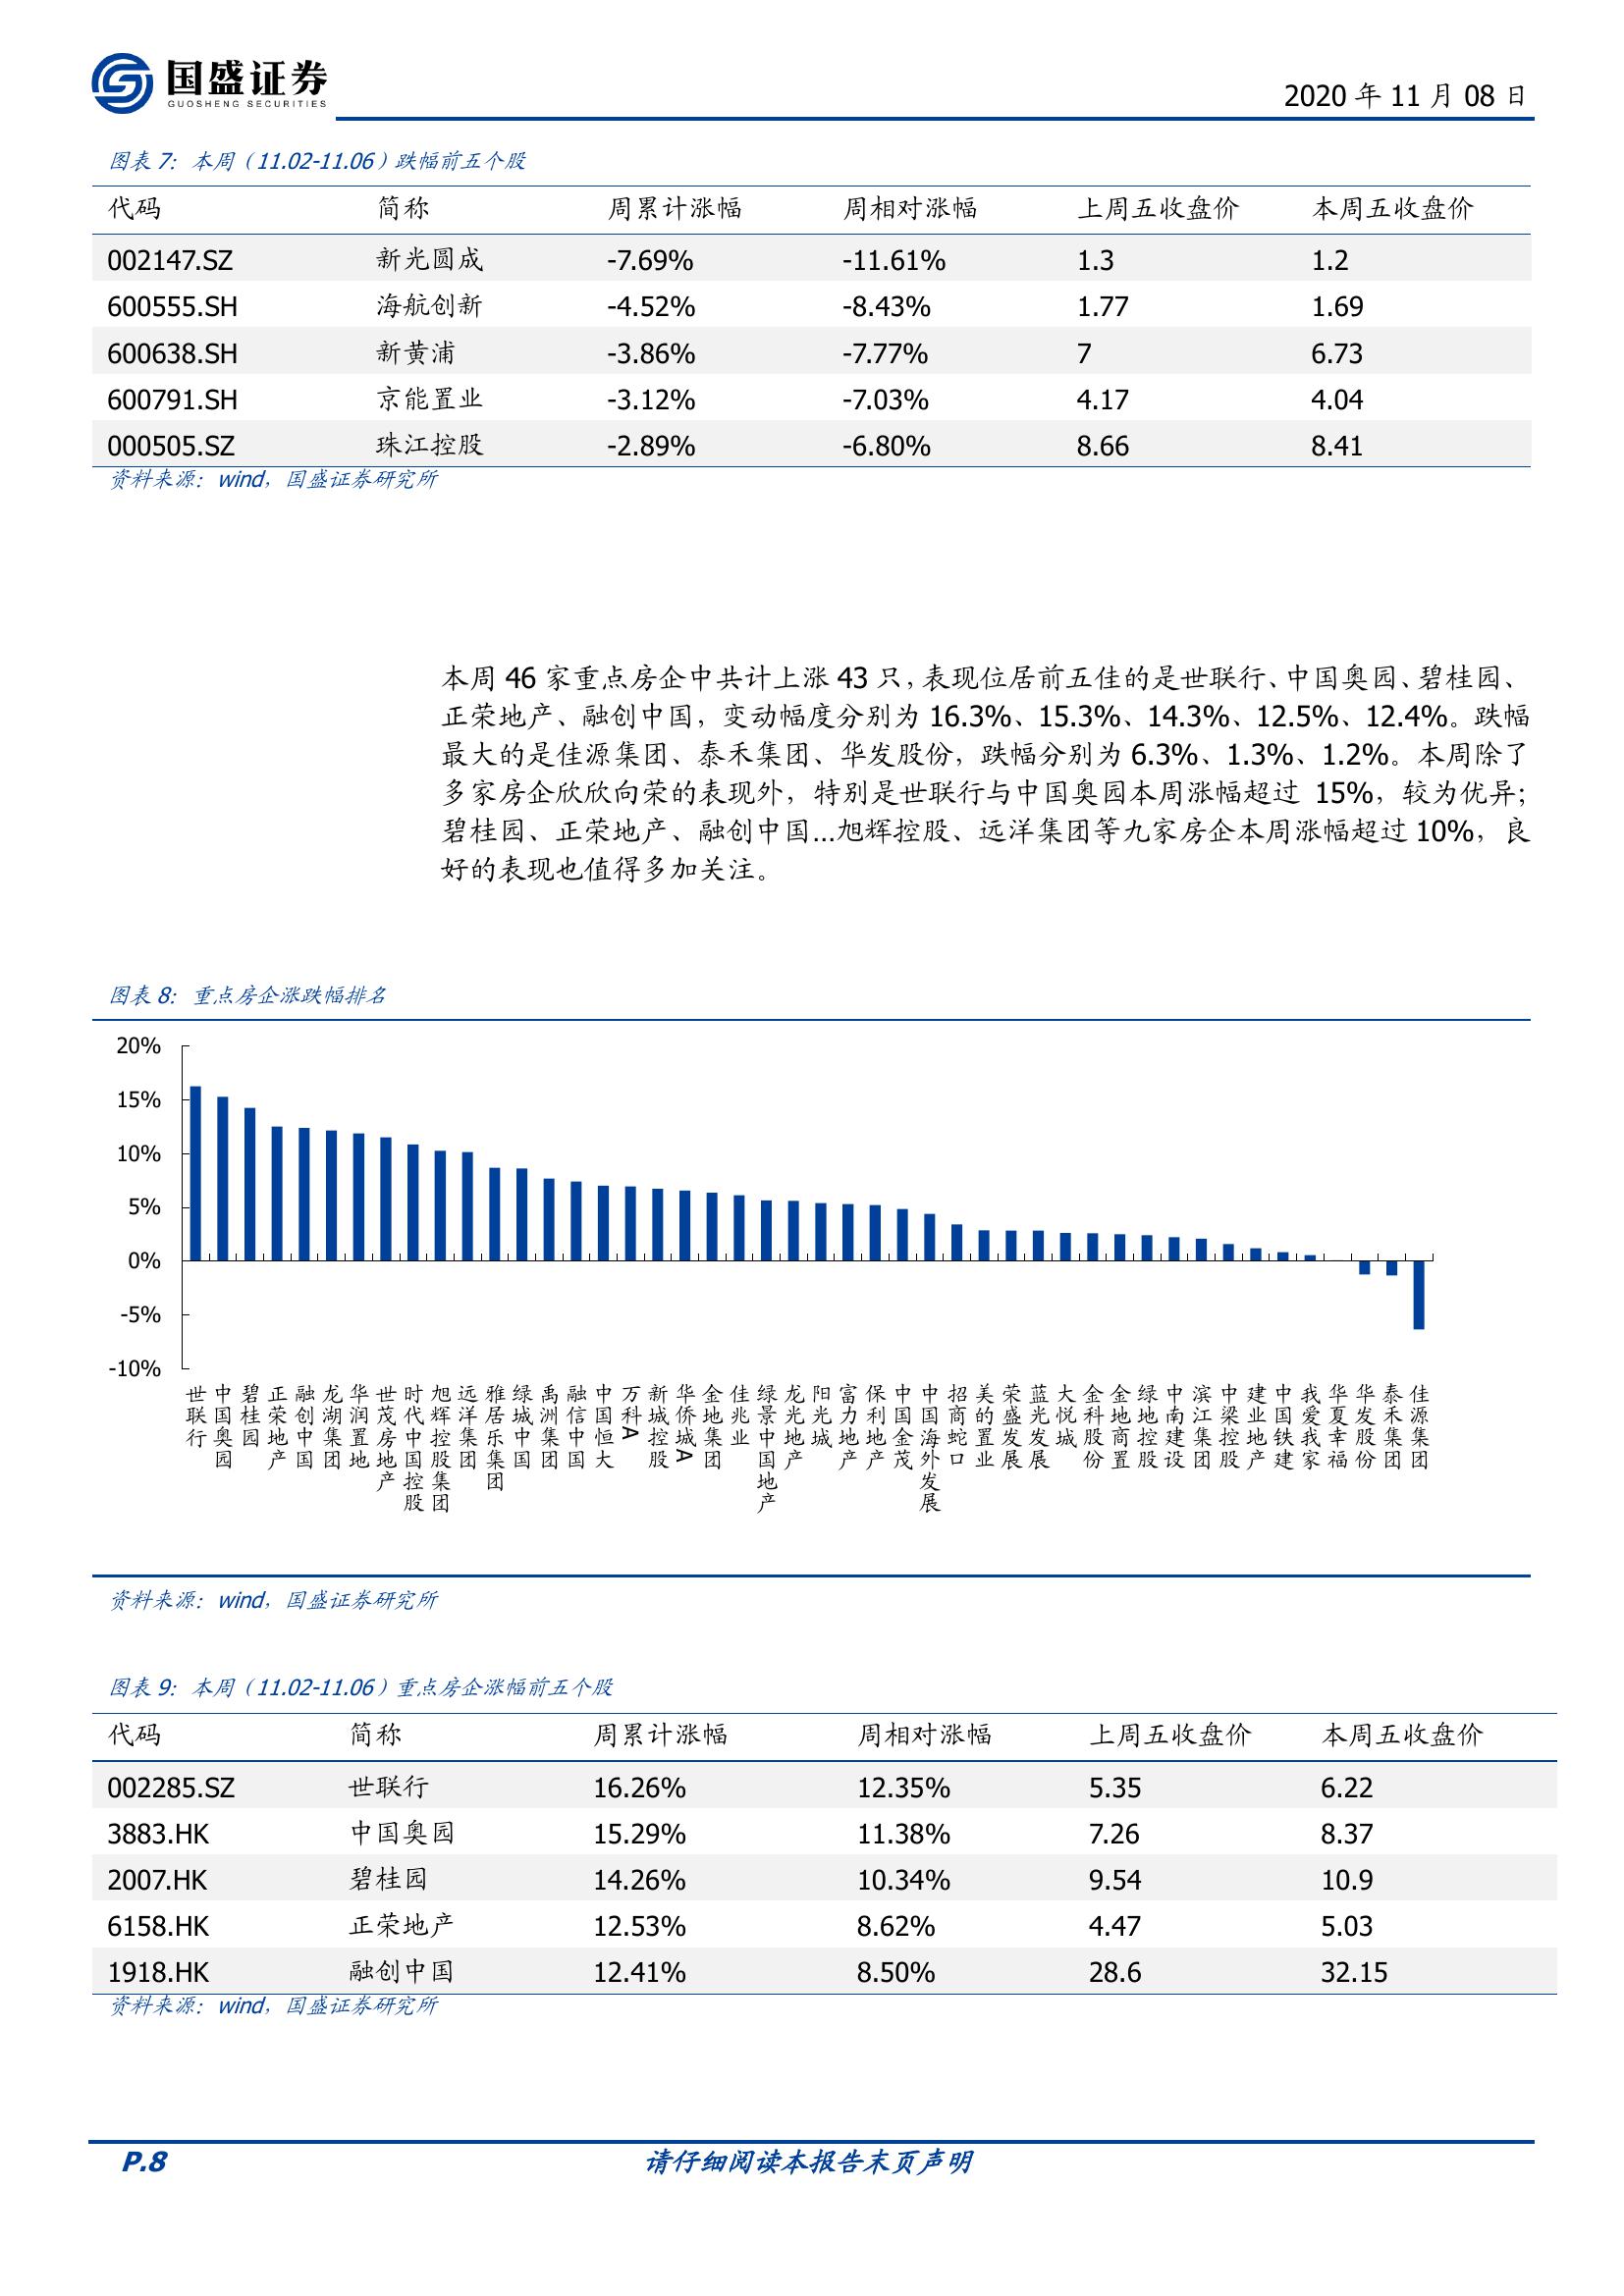 国盛证券
GUOSHENG SECURITIES
2020 年 11 月 08 日
图表 7：本周（11.02-11.06）跌幅前五个股
代码 简称 周累计涨幅 周相对涨幅 上周五收盘价 本周五收盘价
002147.SZ 新光圆成 -7.69% -11.61% 1.3 1.2
600555.SH 海航创新 -4.52% -8.43% 1.77 1.69
600638.SH 新黄浦 -3.86% -7.77% 7 6.73
600791.SH 京能置业 -3.12% -7.03% 4.17 4.04
000505.SZ 珠江控股 -2.89% -6.80% 8.66 8.41
资料来源：wind，国盛证券研究所
本周 46 家重点房企中共计上涨 43 只，表现位居前五佳的是世联行、中国奥园、碧桂园、
正荣地产、融创中国，变动幅度分别为 16.3%、15.3%、14.3%、12.5%、12.4%。跌幅
最大的是佳源集团、泰禾集团、华发股份，跌幅分别为 6.3%、1.3%、1.2%。本周除了
多家房企欣欣向荣的表现外，特别是世联行与中国奥园本周涨幅超过 15%，较为优异；
碧桂园、正荣地产、融创中国…旭辉控股、远洋集团等九家房企本周涨幅超过 10%，良
好的表现也值得多加关注。
图表 8：重点房企涨跌幅排名
20%
15%
10%
5%
0%
-5%
-10%
世联行
中国奥园
碧桂园
正荣地产
融创中国
龙湖集团
华润置地
世茂房地产
时代中国控股
旭辉控股集团
远洋集团
雅居乐集团
绿城中国
禹洲集团
融信中国
中国恒大
万科A
新城控股
华侨城A
金地集团
佳兆业
绿景中国地产
龙光地产
阳光城
富力地产
保利地产
中国金茂
中国海外发展
招商蛇口
美的置业
荣盛发展
蓝光发展
大悦城
金科股份
金地商置
绿地控股
中南建设
滨江集团
中梁控股
建业地产
中国铁建
我爱我家
华夏幸福
华发股份
泰禾集团
佳源集团
资料来源：wind，国盛证券研究所
图表 9：本周（11.02-11.06）重点房企涨幅前五个股
代码 简称 周累计涨幅 周相对涨幅 上周五收盘价 本周五收盘价
002285.SZ 世联行 16.26% 12.35% 5.35 6.22
3883.HK 中国奥园 15.29% 11.38% 7.26 8.37
2007.HK 碧桂园 14.26% 10.34% 9.54 10.9
6158.HK 正荣地产 12.53% 8.62% 4.47 5.03
1918.HK 融创中国 12.41% 8.50% 28.6 32.15
资料来源：wind，国盛证券研究所
P.8
请仔细阅读本报告末页声明